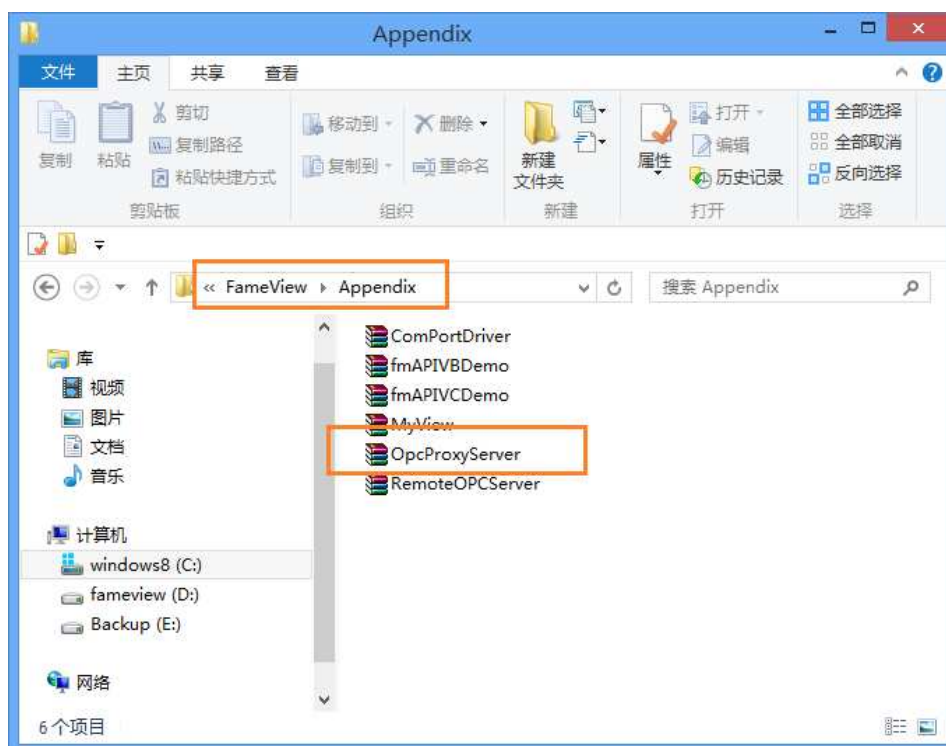 Appendix
文件 主页 共享 查看
复制 粘贴 剪切 复制路径 粘贴快捷方式
移动到 复制到 删除 重命名
新建文件夹
属性 打开 编辑 历史记录
全部选择 全部取消 反向选择
剪贴板 组织 新建 打开 选择
« FameView Appendix
搜索 Appendix
库
视频
图片
文档
音乐
计算机
windows8 (C:)
fameview (D:)
Backup (E:)
网络
ComPortDriver
fmAPIVBDemo
fmAPIVCDemo
MyView
OpcProxyServer
RemoteOPCServer
6个项目